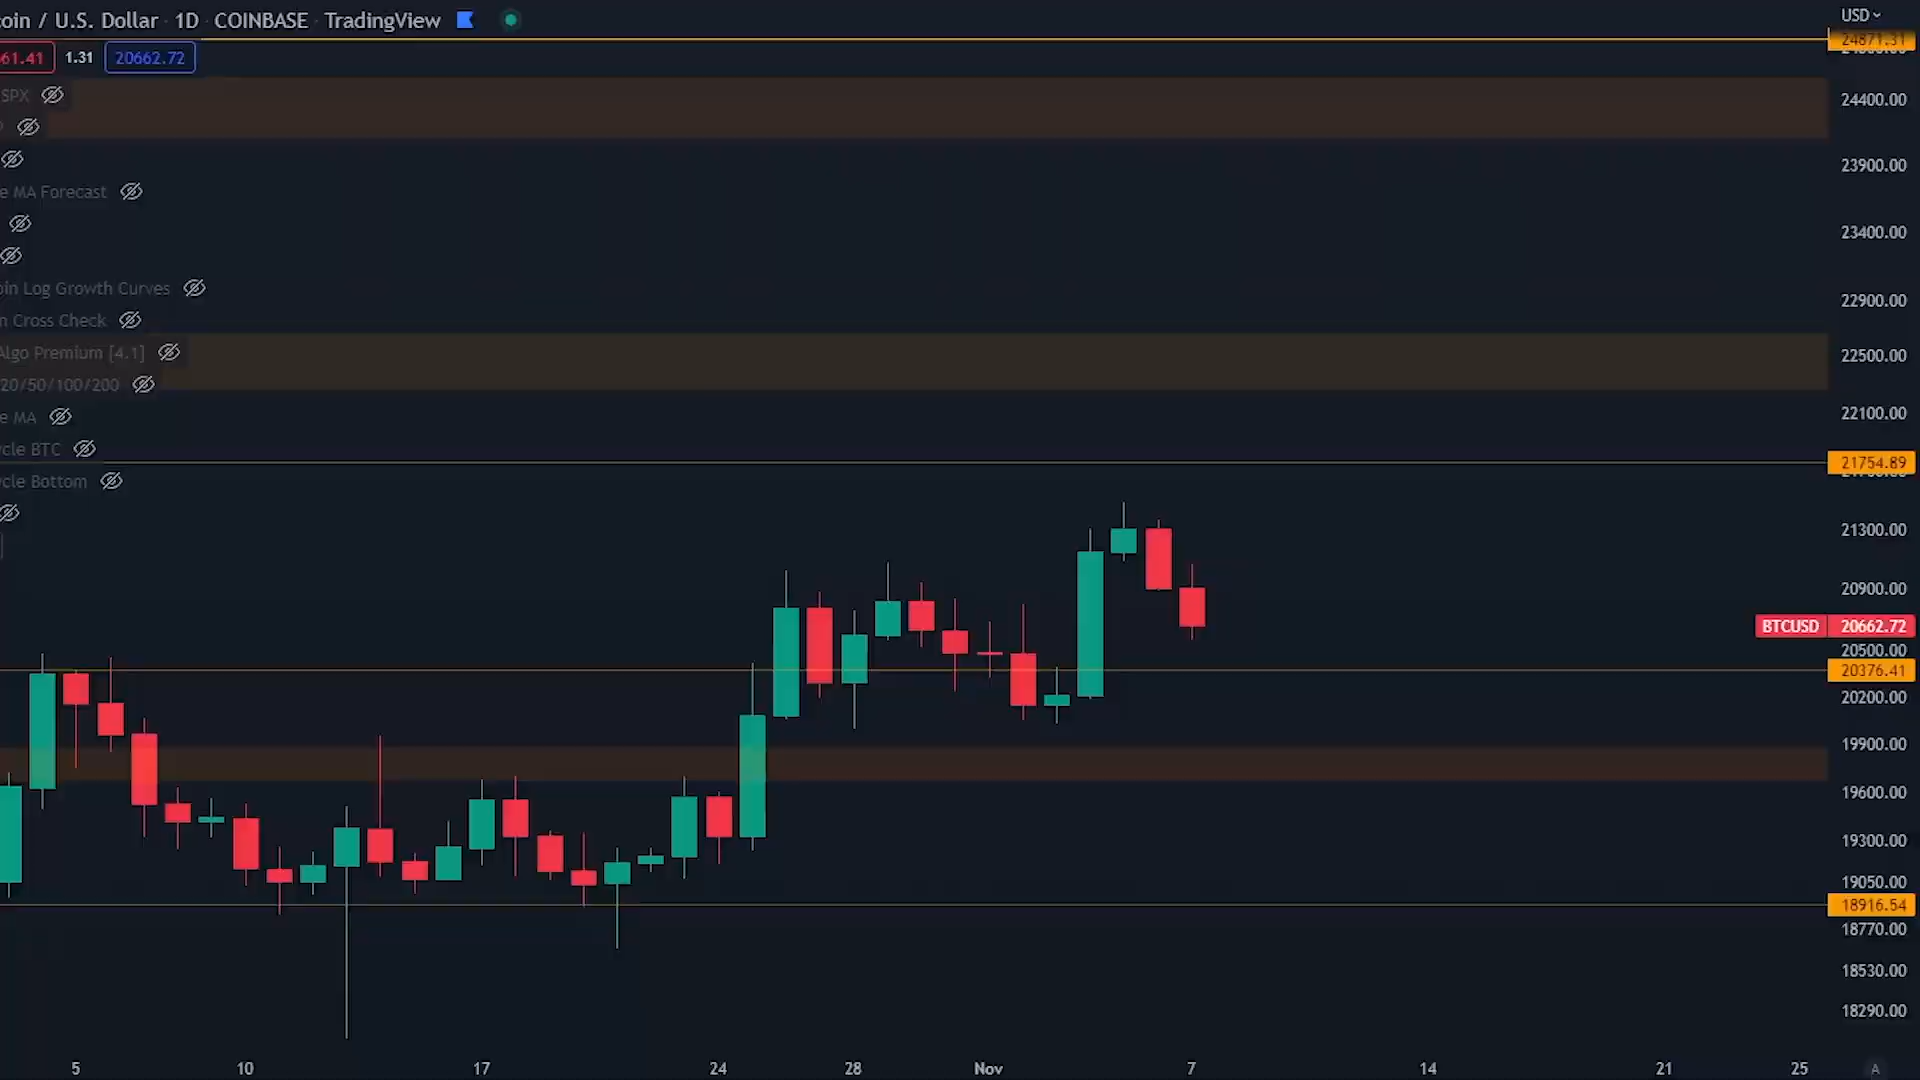 oin / U.S. Dollar · 1D · COINBASE · TradingView
USD
24871.31
61.41 1.31 20662.72
SPX
24400.00
23900.00
e MA Forecast
23400.00
oin Log Growth Curves
22900.00
n Cross Check
Algo Premium [4.1]
22500.00
20/50/100/200
e MA
22100.00
ycle BTC
21754.89
ycle Bottom
21300.00
20900.00
BTCUSD 20662.72
20500.00
20376.41
20200.00
19900.00
19600.00
19300.00
19050.00
18916.54
18770.00
18530.00
18290.00
5 10 17 24 28 Nov 7 14 21 25 A